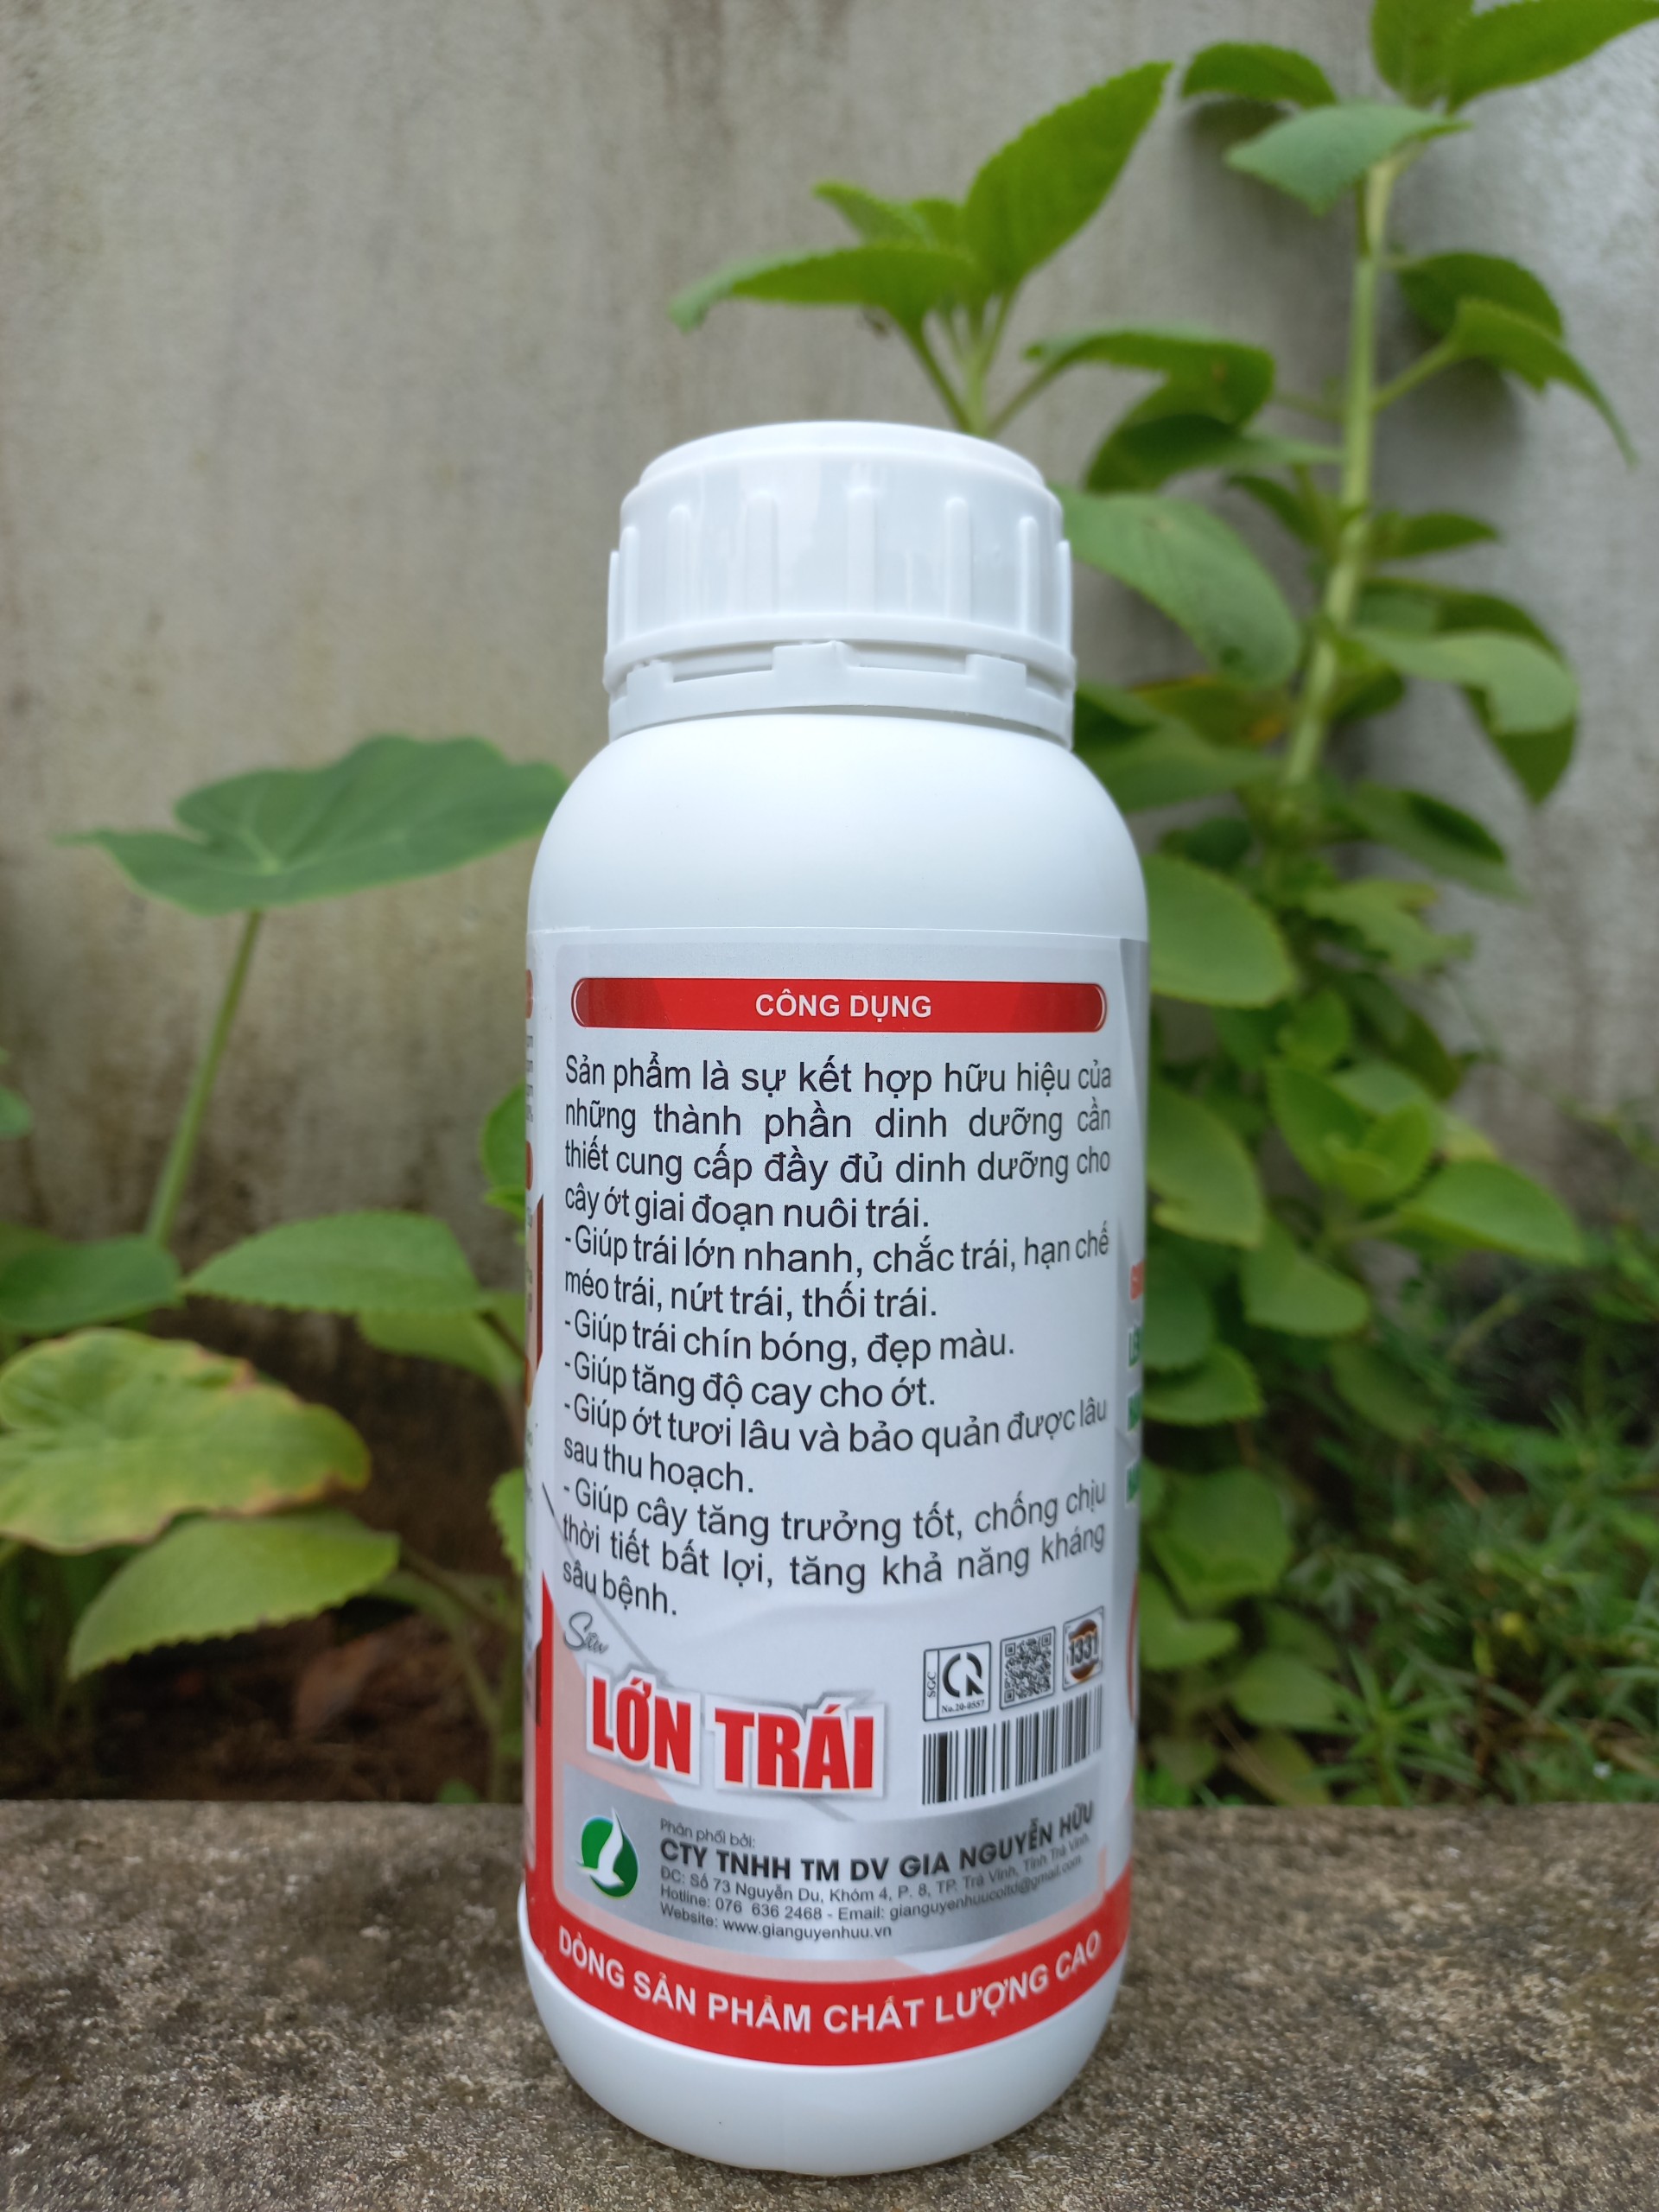 CÔNG DỤNG
Sản phẩm là sự kết hợp hữu hiệu của
những thành phần dinh dưỡng cần
thiết cung cấp đầy đủ dinh dưỡng cho
cây ớt giai đoạn nuôi trái.
-Giúp trái lớn nhanh, chắc trái, hạn chế
méo trái, nứt trái, thối trái.
-Giúp trái chín bóng, đẹp màu.
-Giúp tăng độ cay cho ớt.
-Giúp ớt tươi lâu và bảo quản được lâu
sau thu hoạch.
-Giúp cây tăng trưởng tốt, chống chịu
thời tiết bất lợi, tăng khả năng kháng
sâu bệnh.
Siêu
LỚN TRÁI
SGC
No.20-0557
1331
Phân phối bởi:
CTY TNHH TM DV GIA NGUYỄN HỮU
ĐC: Số 73 Nguyễn Du, Khóm 4, P. 8, TP. Trà Vinh, Tỉnh Trà Vinh.
Hotline: 076 636 2468 - Email: gianguyenhuucoltd@gmail.com
Website: www.gianguyenhuu.vn
DÒNG SẢN PHẨM CHẤT LƯỢNG CAO